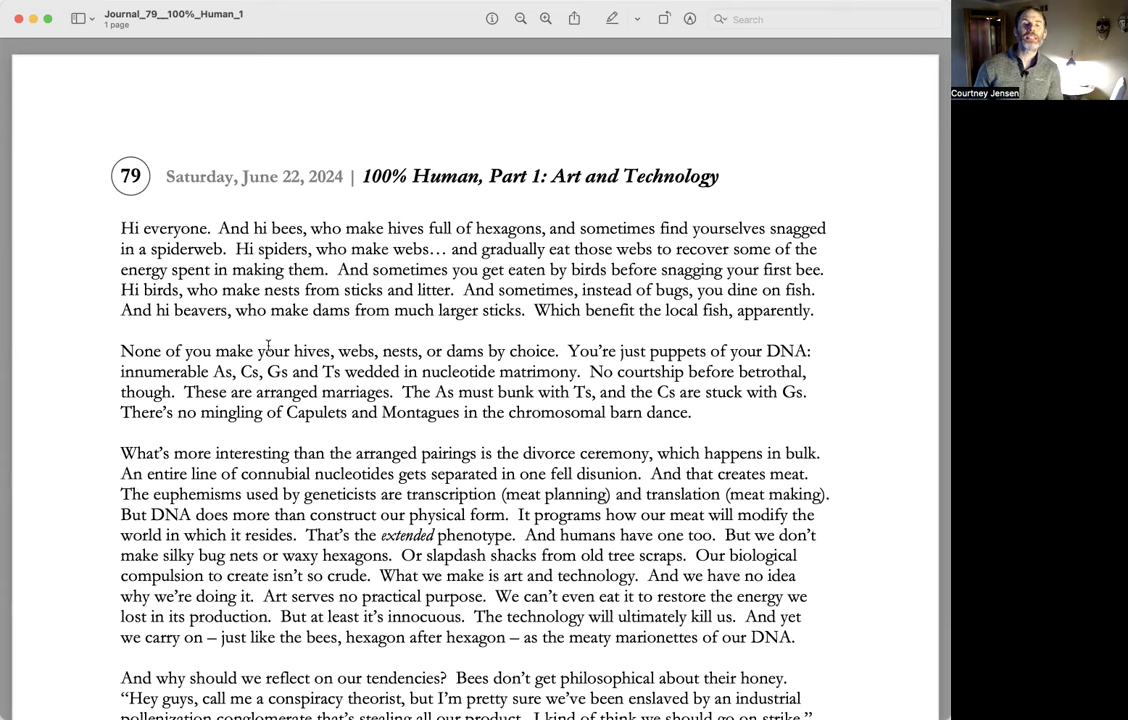 Journal_79__100%_Human_1
1 page
Search
Courtney Jensen
79 Saturday, June 22, 2024 | 100% Human, Part 1: Art and Technology
Hi everyone. And hi bees, who make hives full of hexagons, and sometimes find yourselves snagged
in a spiderweb. Hi spiders, who make webs… and gradually eat those webs to recover some of the
energy spent in making them. And sometimes you get eaten by birds before snagging your first bee.
Hi birds, who make nests from sticks and litter. And sometimes, instead of bugs, you dine on fish.
And hi beavers, who make dams from much larger sticks. Which benefit the local fish, apparently.
None of you make your hives, webs, nests, or dams by choice. You're just puppets of your DNA:
innumerable As, Cs, Gs and Ts wedded in nucleotide matrimony. No courtship before betrothal,
though. These are arranged marriages. The As must bunk with Ts, and the Cs are stuck with Gs.
There's no mingling of Capulets and Montagues in the chromosomal barn dance.
What's more interesting than the arranged pairings is the divorce ceremony, which happens in bulk.
An entire line of connubial nucleotides gets separated in one fell disunion. And that creates meat.
The euphemisms used by geneticists are transcription (meat planning) and translation (meat making).
But DNA does more than construct our physical form. It programs how our meat will modify the
world in which it resides. That's the extended phenotype. And humans have one too. But we don't
make silky bug nets or waxy hexagons. Or slapdash shacks from old tree scraps. Our biological
compulsion to create isn't so crude. What we make is art and technology. And we have no idea
why we're doing it. Art serves no practical purpose. We can't even eat it to restore the energy we
lost in its production. But at least it's innocuous. The technology will ultimately kill us. And yet
we carry on – just like the bees, hexagon after hexagon – as the meaty marionettes of our DNA.
And why should we reflect on our tendencies? Bees don't get philosophical about their honey.
"Hey guys, call me a conspiracy theorist, but I'm pretty sure we've been enslaved by an industrial
pollenization conglomerate that's stealing all our product. I kind of think we should go on strike."